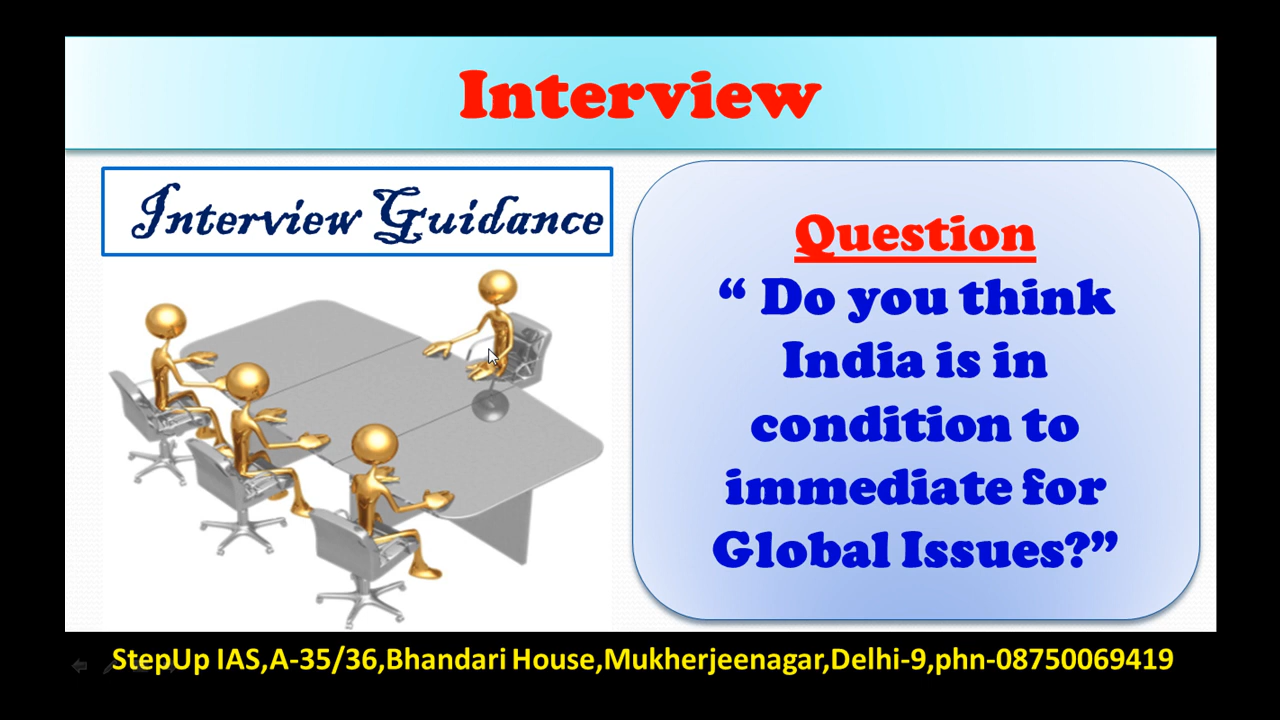 Interview
Interview Guidance
Question
“ Do you think
India is in
condition to
immediate for
Global Issues?”
StepUp IAS,A-35/36,Bhandari House,Mukherjeenagar,Delhi-9,phn-08750069419